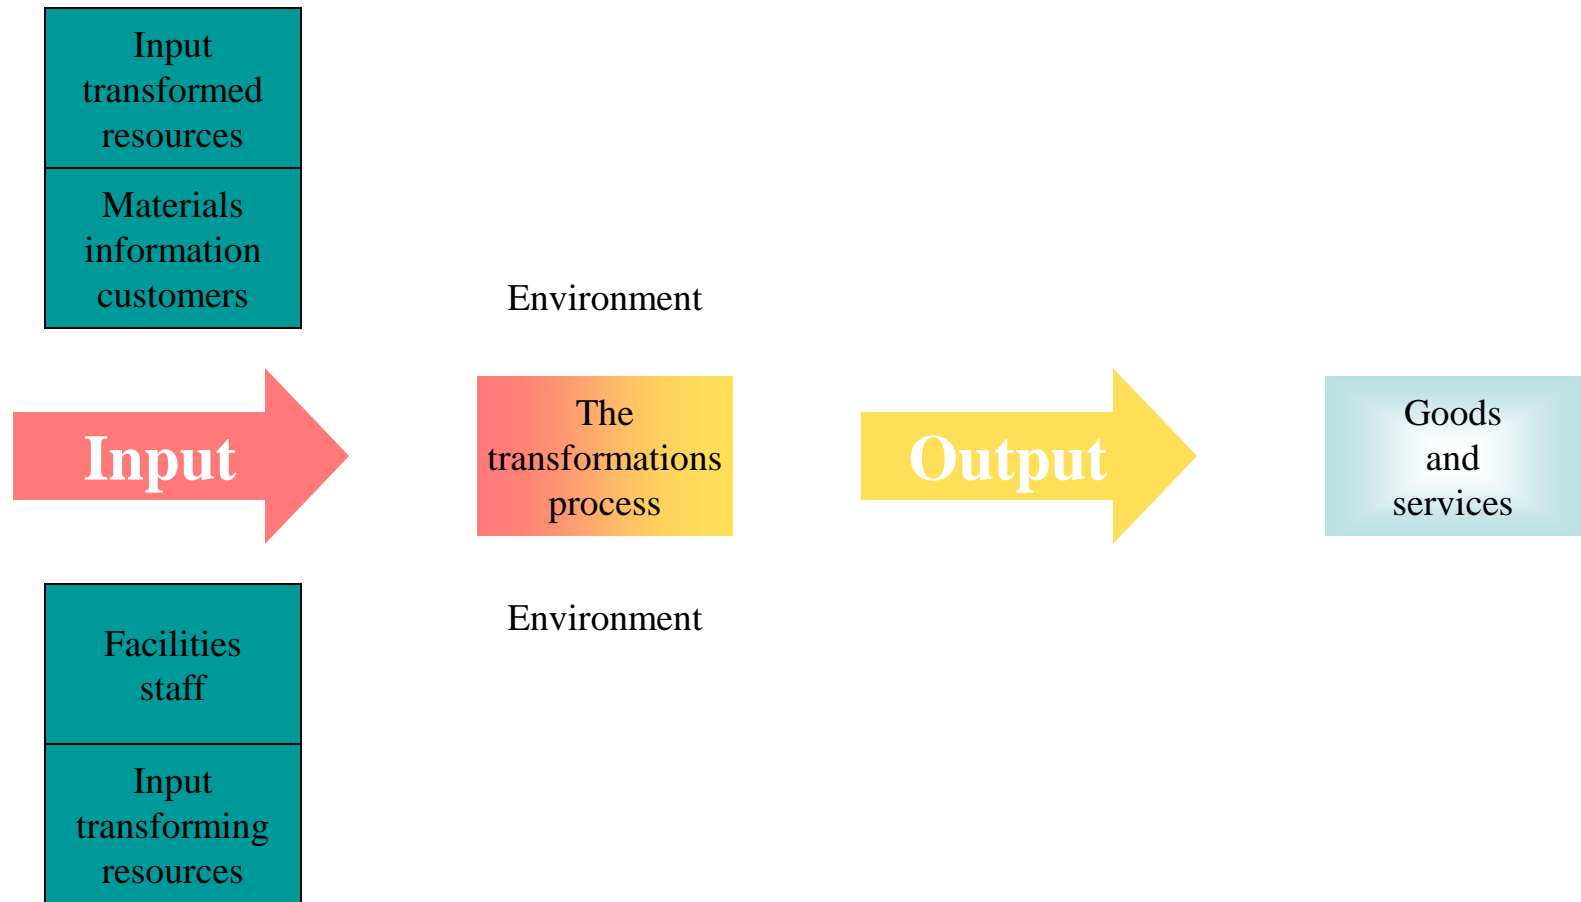 Input
transformed
resources
Materials
information
customers
Environment
Input
The
transformations
process
Output
Goods
and
services
Environment
Facilities
staff
Input
transforming
resources